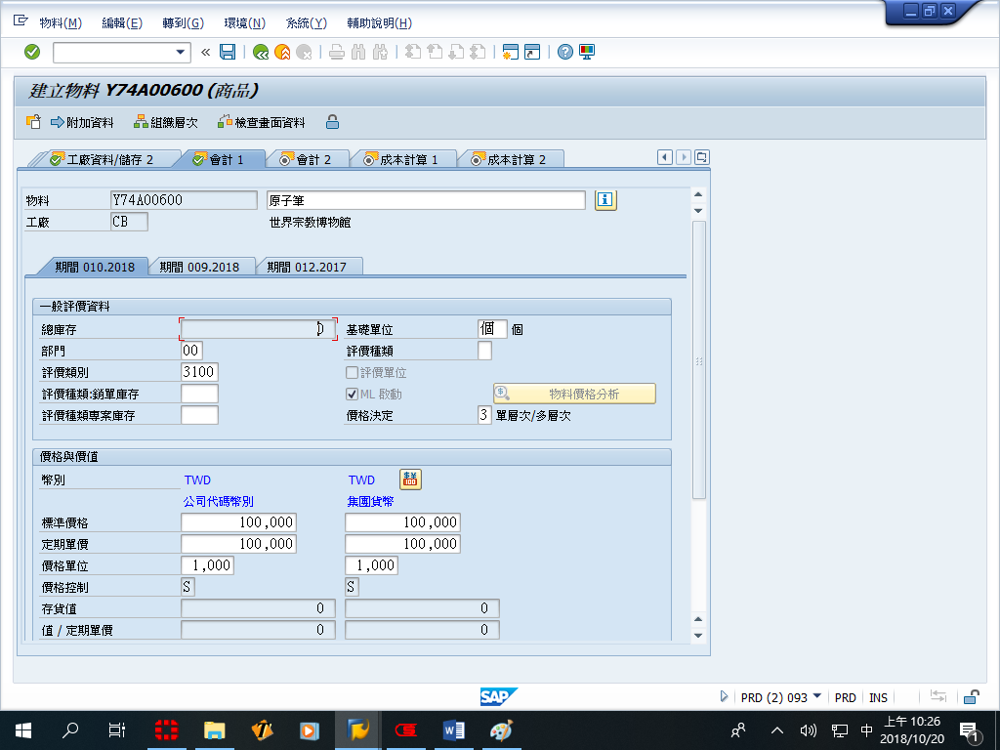 物料(M) 編輯(E) 轉到(G) 環境(N) 系統(Y) 輔助說明(H)
建立物料 Y74A00600 (商品)
附加資料 組織層次 檢查畫面資料
工廠資料/儲存 2 會計 1 會計 2 成本計算 1 成本計算 2
物料 Y74A00600 原子筆
工廠 CB 世界宗教博物館
期間 010.2018 期間 009.2018 期間 012.2017
一般評價資料
總庫存 0 基礎單位 個 個
部門 00 評價種類
評價類別 3100 評價單位
評價種類:銷單庫存 ML 啟動 物料價格分析
評價種類專案庫存 價格決定 3 單層次/多層次
價格與價值
幣別 TWD TWD
公司代碼幣別 集團貨幣
標準價格 100,000 100,000
定期單價 100,000 100,000
價格單位 1,000 1,000
價格控制 S S
存貨值 0 0
值 / 定期單價 0 0
SAP PRD (2) 093 PRD INS
中 上午 10:26
2018/10/20 1